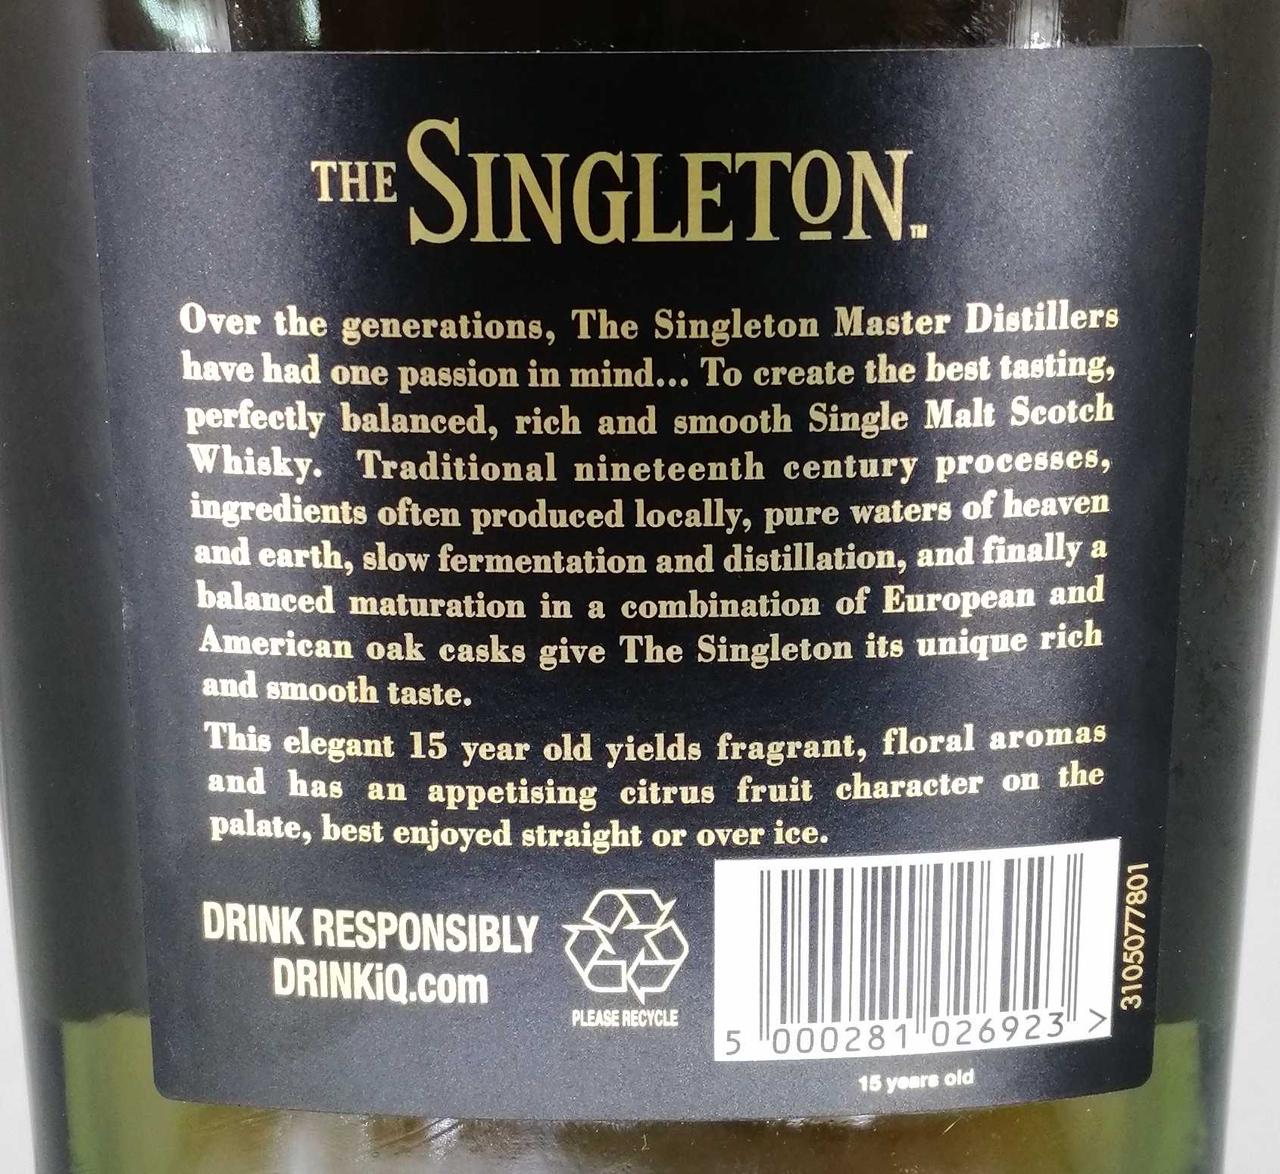 THE SINGLETON™
Over the generations, The Singleton Master Distillers
have had one passion in mind... To create the best tasting,
perfectly balanced, rich and smooth Single Malt Scotch
Whisky. Traditional nineteenth century processes,
ingredients often produced locally, pure waters of heaven
and earth, slow fermentation and distillation, and finally a
balanced maturation in a combination of European and
American oak casks give The Singleton its unique rich
and smooth taste.
This elegant 15 year old yields fragrant, floral aromas
and has an appetising citrus fruit character on the
palate, best enjoyed straight or over ice.
DRINK RESPONSIBLY
DRINKiQ.com
PLEASE RECYCLE
5 000281 026923 >
15 years old
3105077801